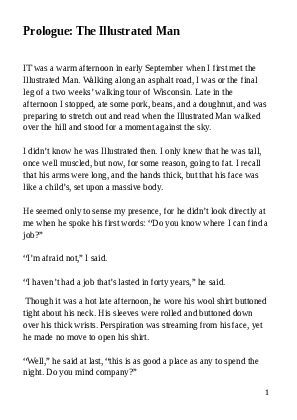 Prologue: The Illustrated Man
IT was a warm afternoon in early September when I first met the
Illustrated Man. Walking along an asphalt road, I was or the final
leg of a two weeks' walking tour of Wisconsin. Late in the
afternoon I stopped, ate some pork, beans, and a doughnut, and was
preparing to stretch out and read when the Illustrated Man walked
over the hill and stood for a moment against the sky.
I didn't know he was Illustrated then. I only knew that he was tall,
once well muscled, but now, for some reason, going to fat. I recall
that his arms were long, and the hands thick, but that his face was
like a child's, set upon a massive body.
He seemed only to sense my presence, for he didn't look directly at
me when he spoke his first words: “Do you know where I can find a
job?”
“I'm afraid not,” I said.
“I haven't had a job that's lasted in forty years,” he said.
Though it was a hot late afternoon, he wore his wool shirt buttoned
tight about his neck. His sleeves were rolled and buttoned down
over his thick wrists. Perspiration was streaming from his face, yet
he made no move to open his shirt.
“Well,” he said at last, “this is as good a place as any to spend the
night. Do you mind company?”
1